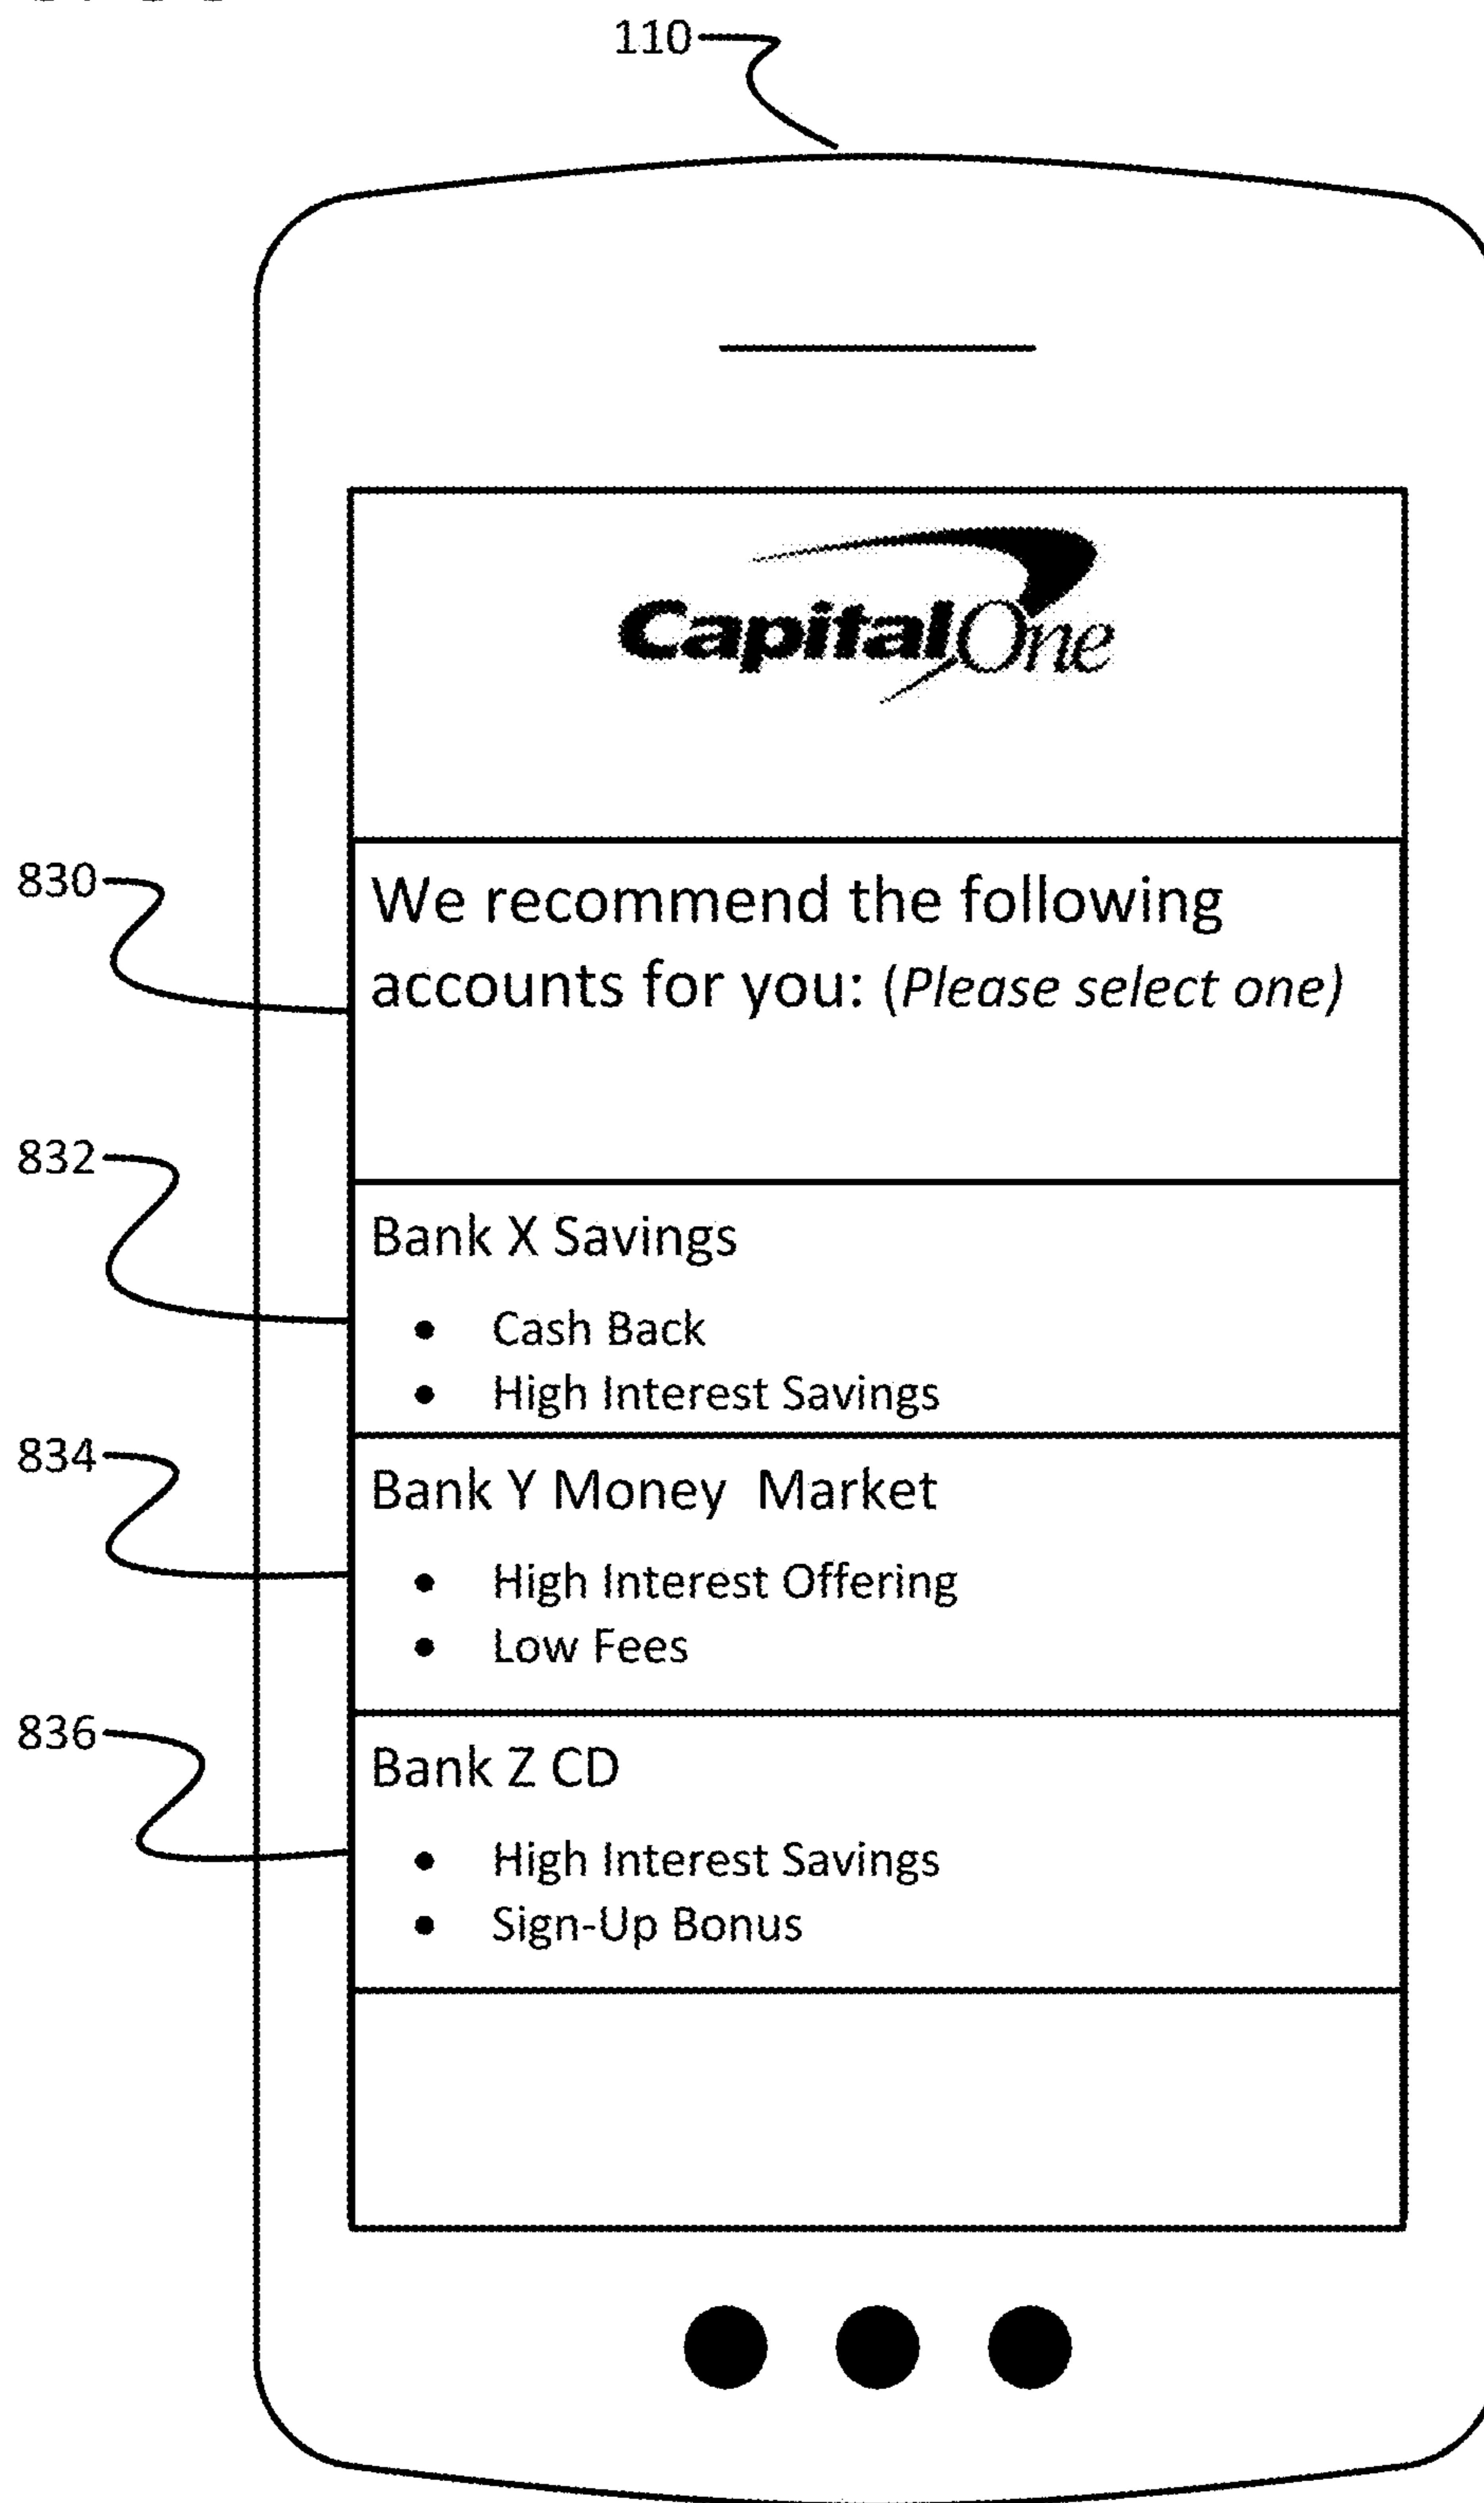 110
CapitalOne
830
We recommend the following
accounts for you: (Please select one)
832
Bank X Savings
• Cash Back
• High Interest Savings
834
Bank Y Money  Market
• High Interest Offering
• Low Fees
836
Bank Z CD
• High Interest Savings
• Sign-Up Bonus